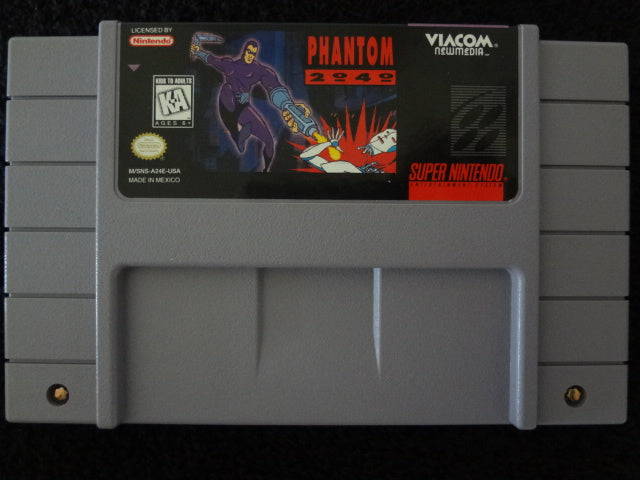 LICENSED BY
Nintendo
KIDS TO ADULTS
K-A
AGES 6+
M/SNS-A24E-USA
MADE IN MEXICO
PHANTOM
2040
VIACOM
newmedia
SUPER NINTENDO
ENTERTAINMENT SYSTEM